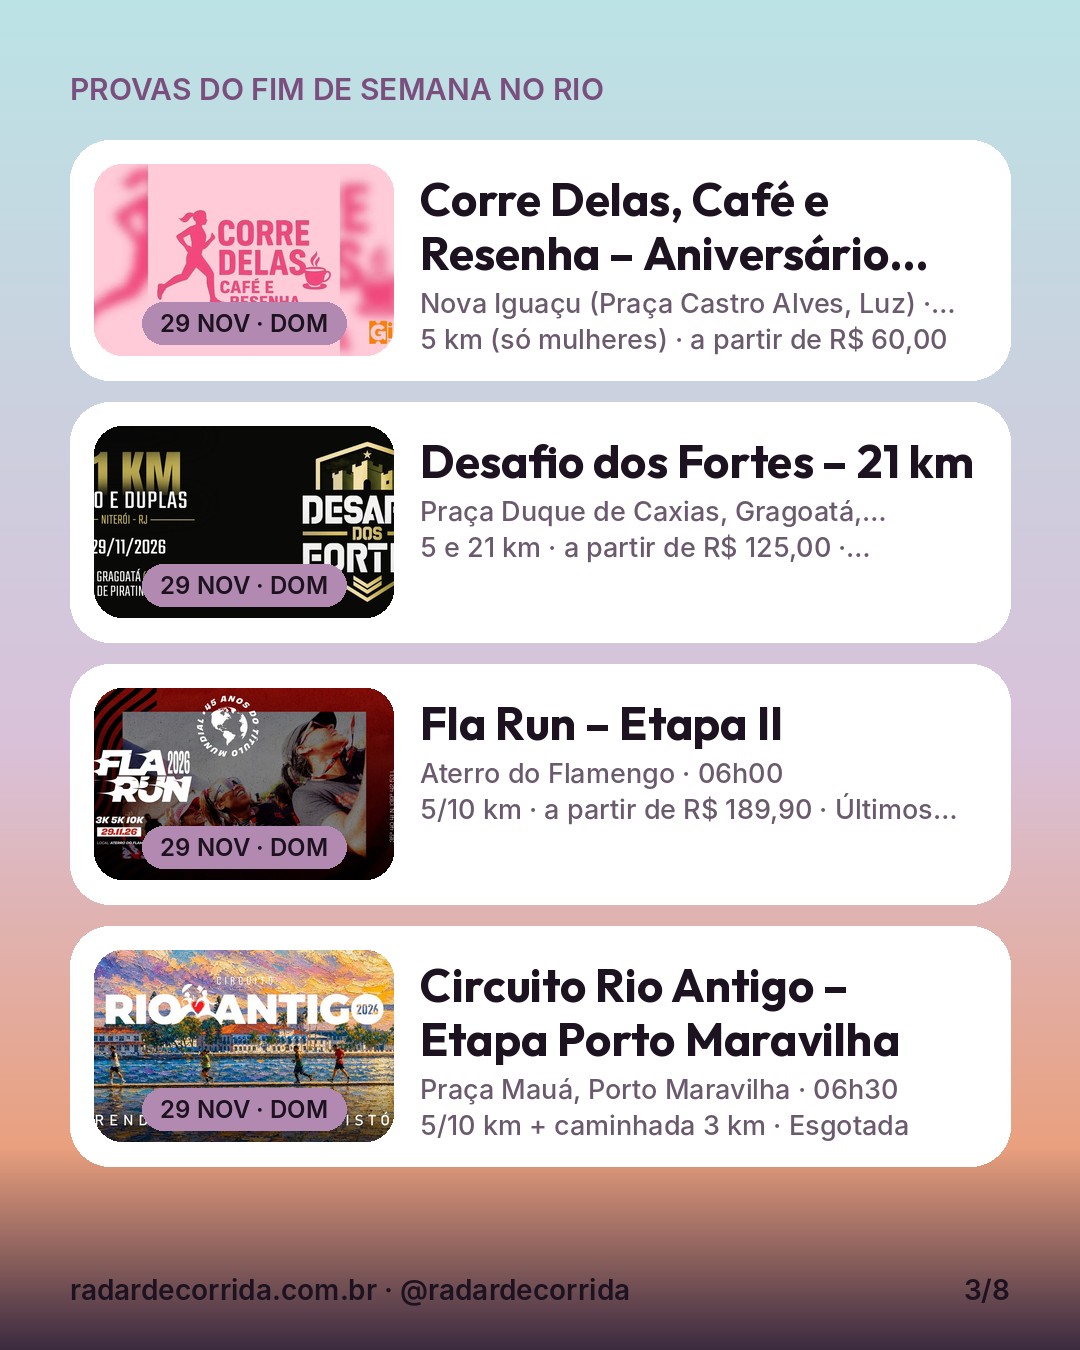 PROVAS DO FIM DE SEMANA NO RIO
CORRE
DELAS
CAFÉ E
RESENHA
29 NOV · DOM
Corre Delas, Café e
Resenha – Aniversário...
Nova Iguaçu (Praça Castro Alves, Luz) ·...
5 km (só mulheres) · a partir de R$ 60,00
1 KM
O E DUPLAS
NITERÓI - RJ
29/11/2026
GRAGOATÁ
DE PIRATIN
DESAF
DOS
FORTE
29 NOV · DOM
Desafio dos Fortes – 21 km
Praça Duque de Caxias, Gragoatá,...
5 e 21 km · a partir de R$ 125,00 ·...
45 ANOS DO TÍTULO MUNDIAL
FLA 2026
RUN
3K 5K 10K
29.11.26
29 NOV · DOM
Fla Run – Etapa II
Aterro do Flamengo · 06h00
5/10 km · a partir de R$ 189,90 · Últimos...
CIRCUITO
RIO ANTIGO 2026
REND
ISTÓ
29 NOV · DOM
Circuito Rio Antigo –
Etapa Porto Maravilha
Praça Mauá, Porto Maravilha · 06h30
5/10 km + caminhada 3 km · Esgotada
radardecorrida.com.br · @radardecorrida
3/8